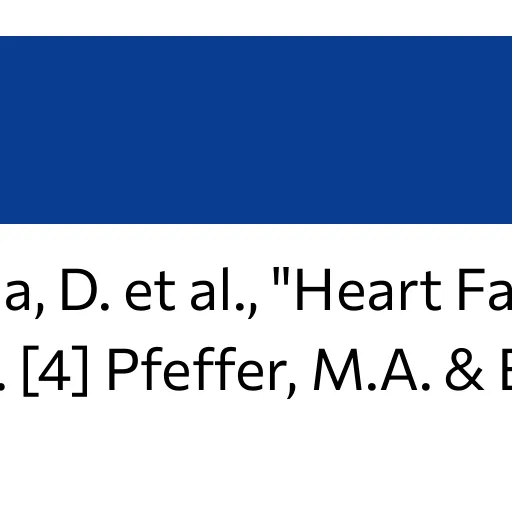 a, D. et al., "Heart Fa
. [4] Pfeffer, M.A. &